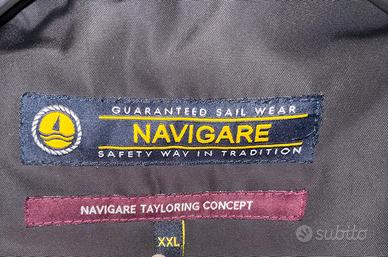 GUARANTEED SAIL WEAR
NAVIGARE
SAFETY WAY IN TRADITION
NAVIGARE TAYLORING CONCEPT
XXL
subito